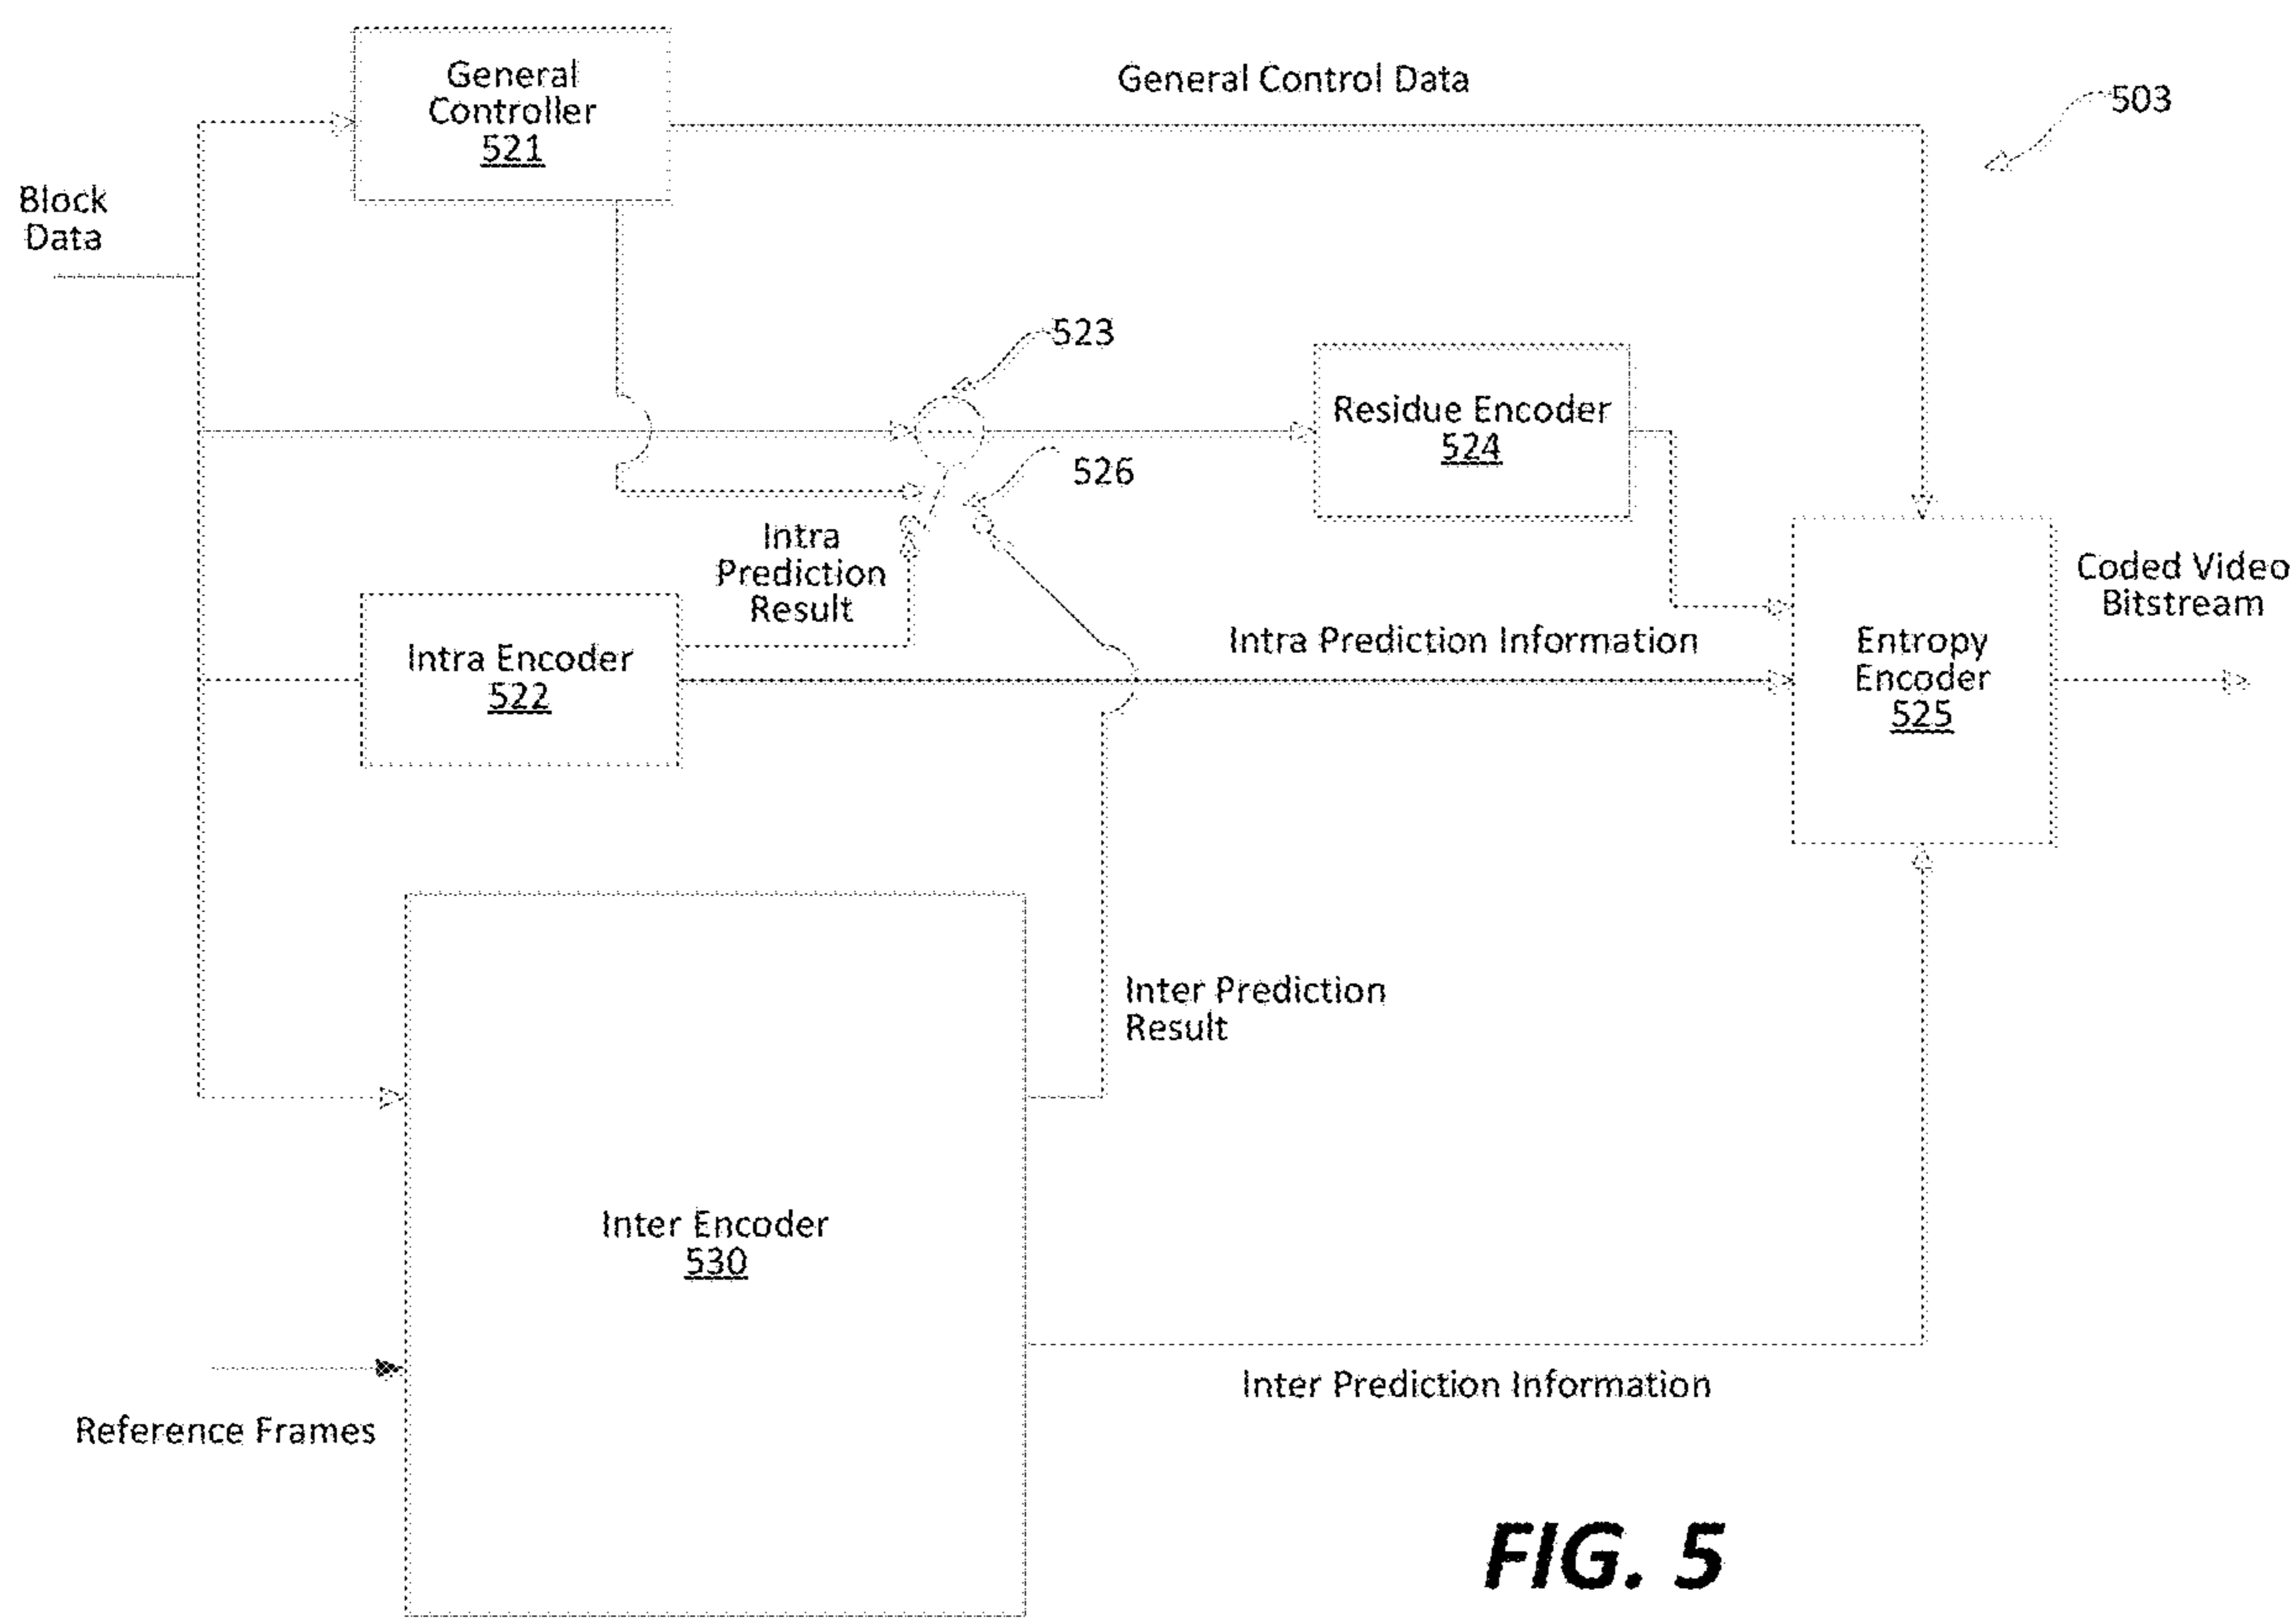 General
Controller
521
General Control Data
503
Block
Data
523
Residue Encoder
524
526
Intra
Prediction
Result
Intra Encoder
522
Intra Prediction Information
Entropy
Encoder
525
Coded Video
Bitstream
Inter Prediction
Result
Inter Encoder
530
Reference Frames
Inter Prediction Information
FIG. 5